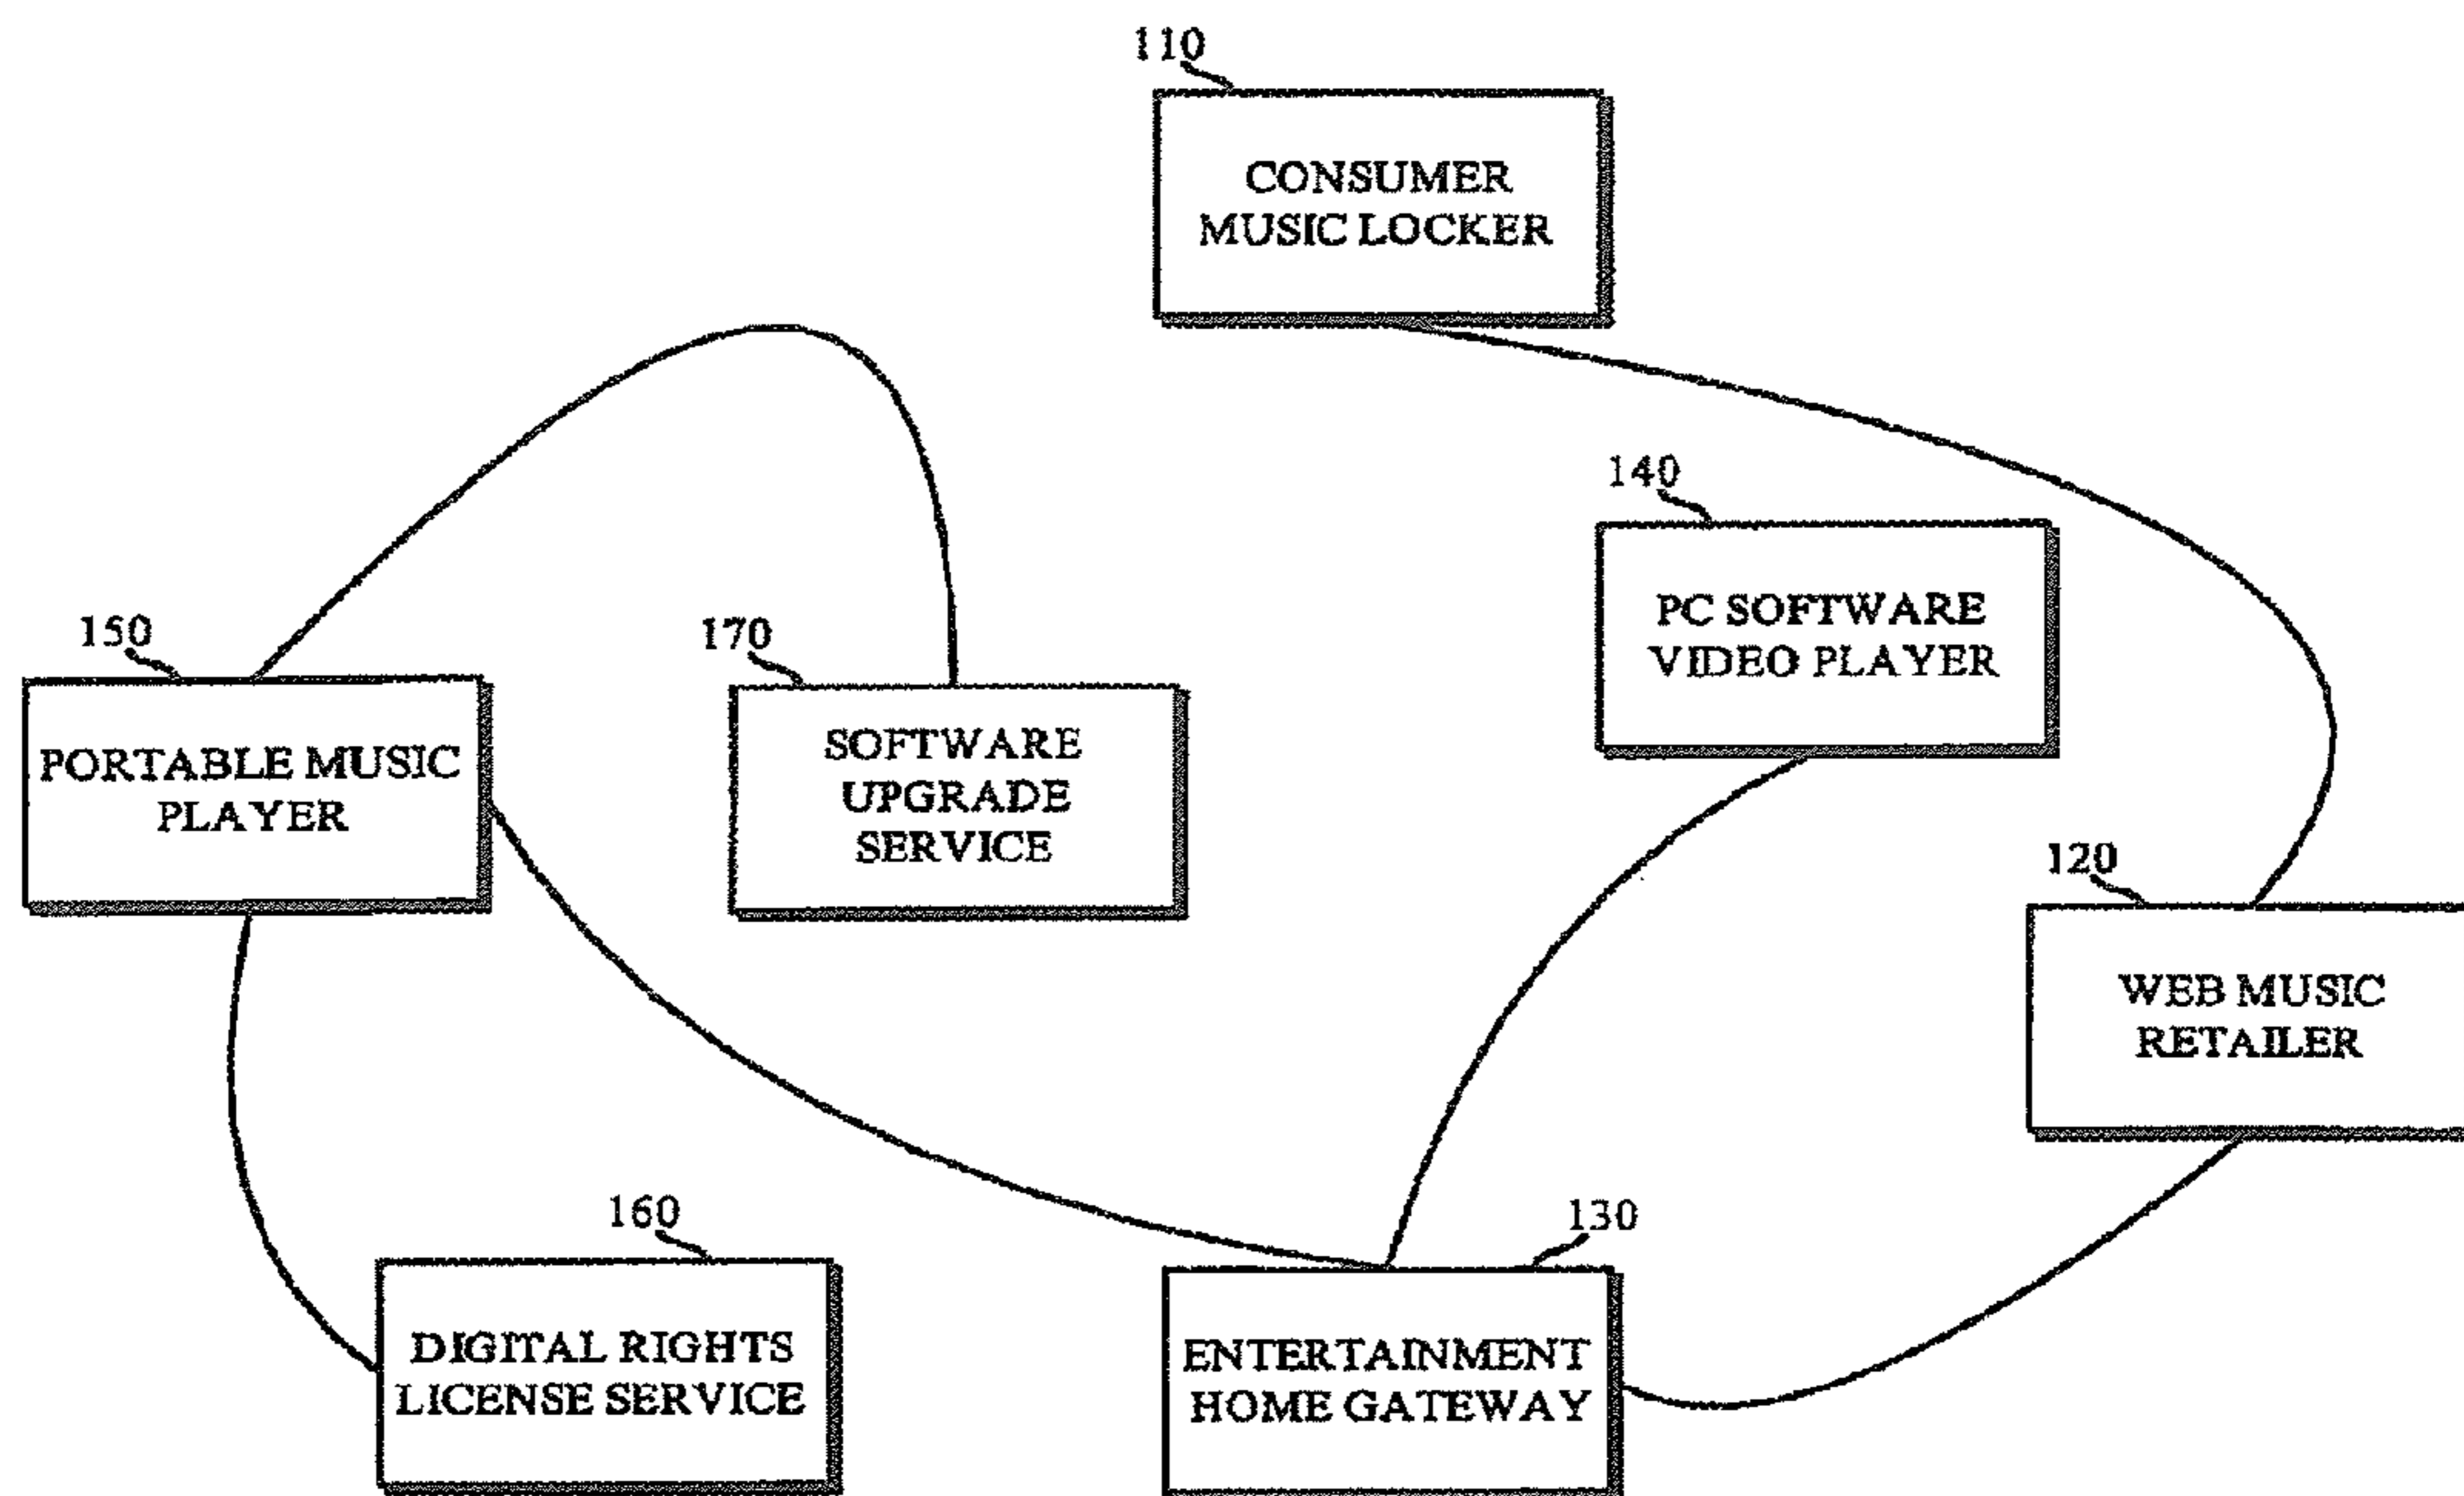 110
CONSUMER
MUSIC LOCKER
140
PC SOFTWARE
VIDEO PLAYER
150
PORTABLE MUSIC
PLAYER
170
SOFTWARE
UPGRADE
SERVICE
120
WEB MUSIC
RETAILER
160
DIGITAL RIGHTS
LICENSE SERVICE
130
ENTERTAINMENT
HOME GATEWAY